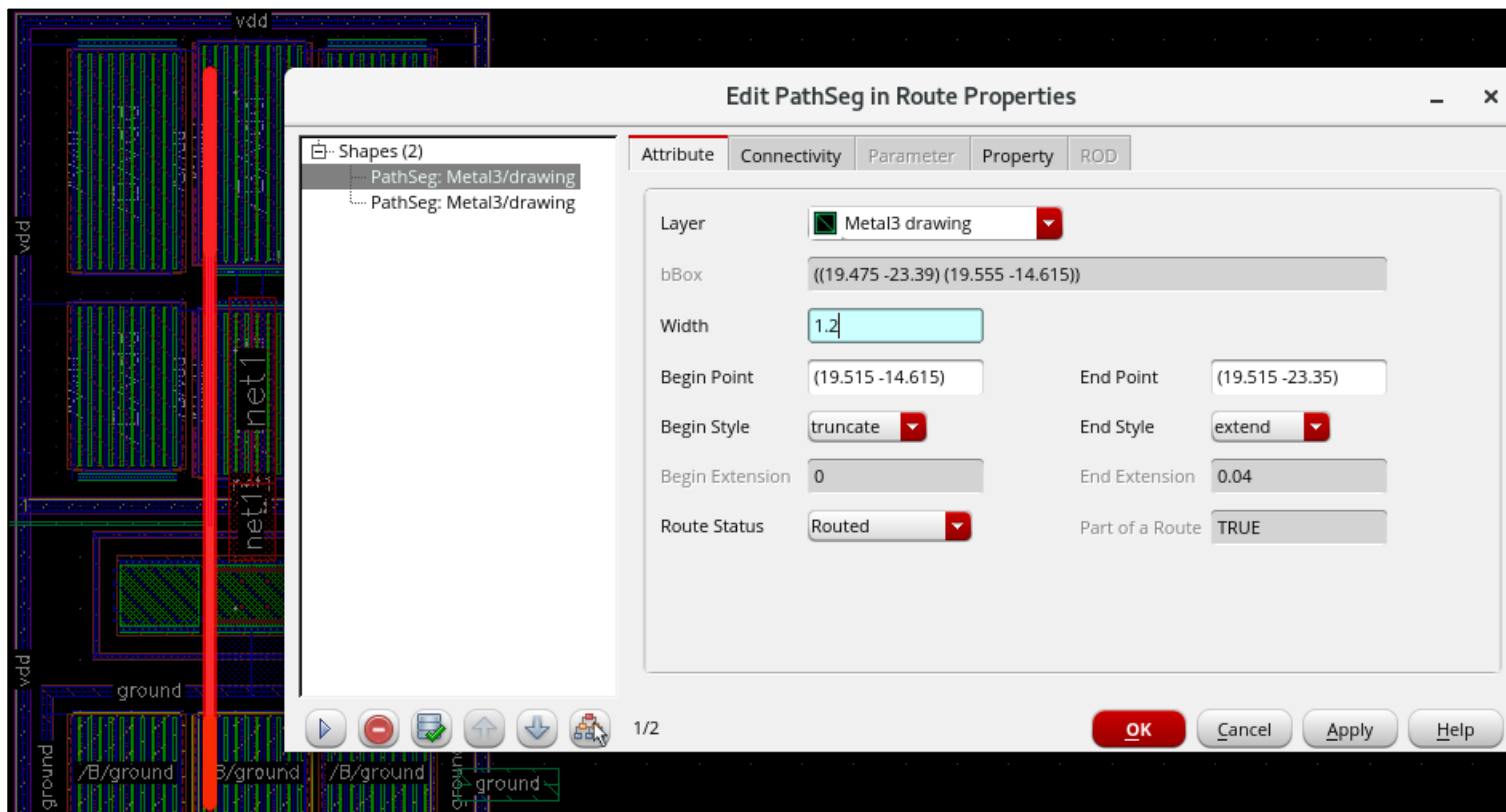 vdd
Edit PathSeg in Route Properties
Shapes (2)
PathSeg: Metal3/drawing
PathSeg: Metal3/drawing
Attribute Connectivity Parameter Property ROD
Layer Metal3 drawing
bBox ((19.475 -23.39) (19.555 -14.615))
Width 1.2
Begin Point (19.515 -14.615) End Point (19.515 -23.35)
Begin Style truncate End Style extend
Begin Extension 0 End Extension 0.04
Route Status Routed Part of a Route TRUE
1/2 OK Cancel Apply Help
vdd
net1
net1
vdd
ground
ground
/B/ground
B/ground
/B/ground
ground